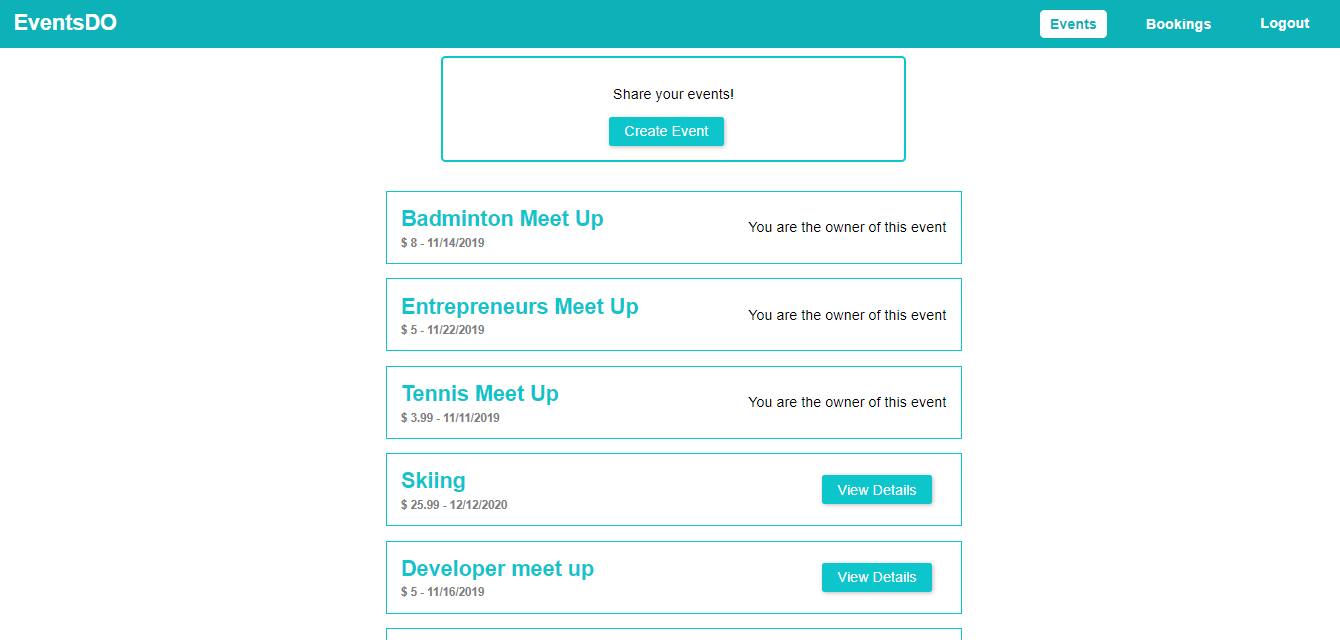 EventsDO
Events
Bookings
Logout
Share your events!
Create Event
Badminton Meet Up
$ 8 - 11/14/2019
You are the owner of this event
Entrepreneurs Meet Up
$ 5 - 11/22/2019
You are the owner of this event
Tennis Meet Up
$ 3.99 - 11/11/2019
You are the owner of this event
Skiing
$ 25.99 - 12/12/2020
View Details
Developer meet up
$ 5 - 11/16/2019
View Details